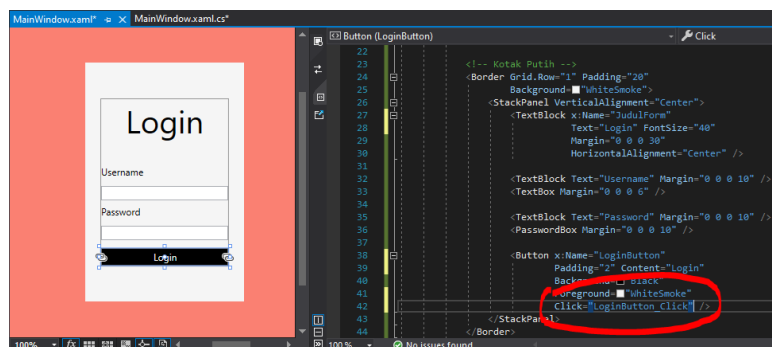 MainWindow.xaml*
MainWindow.xaml.cs*
Login
Username
Password
Login
100%
fx
Button (LoginButton)
Click
22
23 <!-- Kotak Putih -->
24 <Border Grid.Row="1" Padding="20"
25 Background="WhiteSmoke">
26 <StackPanel VerticalAlignment="Center">
27 <TextBlock x:Name="JudulForm"
28 Text="Login" FontSize="40"
29 Margin="0 0 0 30"
30 HorizontalAlignment="Center" />
31
32 <TextBlock Text="Username" Margin="0 0 0 10" />
33 <TextBox Margin="0 0 0 6" />
34
35 <TextBlock Text="Password" Margin="0 0 0 10" />
36 <PasswordBox Margin="0 0 0 10" />
37
38 <Button x:Name="LoginButton"
39 Padding="2" Content="Login"
40 Background="Black"
41 Foreground="WhiteSmoke"
42 Click="LoginButton_Click" />
43 </StackPanel>
44 </Border>
100 %
No issues found